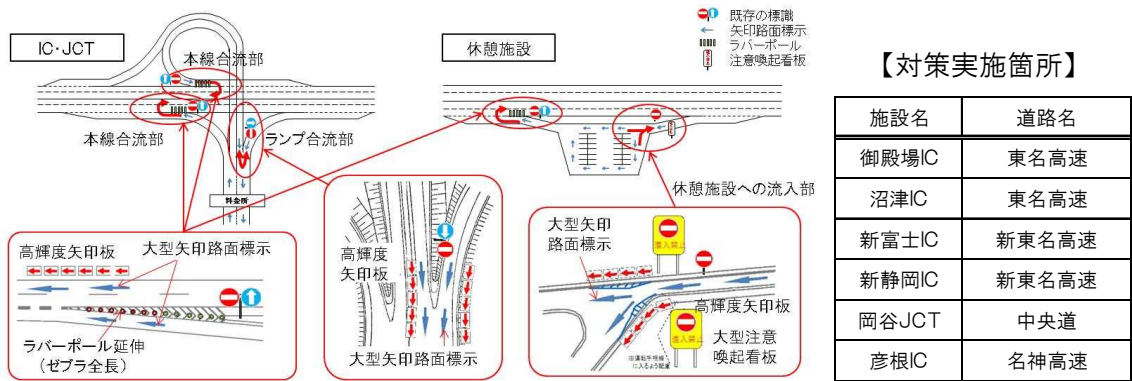 IC・JCT
本線合流部
本線合流部
ランプ合流部
料金所
休憩施設
既存の標識
矢印路面標示
ラバーポール
注意喚起看板
休憩施設への流入部
高輝度矢印板
大型矢印路面標示
ラバーポール延伸
（ゼブラ全長）
高輝度
矢印板
大型矢印路面標示
大型矢印
路面標示
進入禁止
高輝度矢印板
進入禁止
大型注意
喚起看板
【対策実施箇所】
施設名 道路名
御殿場IC 東名高速
沼津IC 東名高速
新富士IC 新東名高速
新静岡IC 新東名高速
岡谷JCT 中央道
彦根IC 名神高速